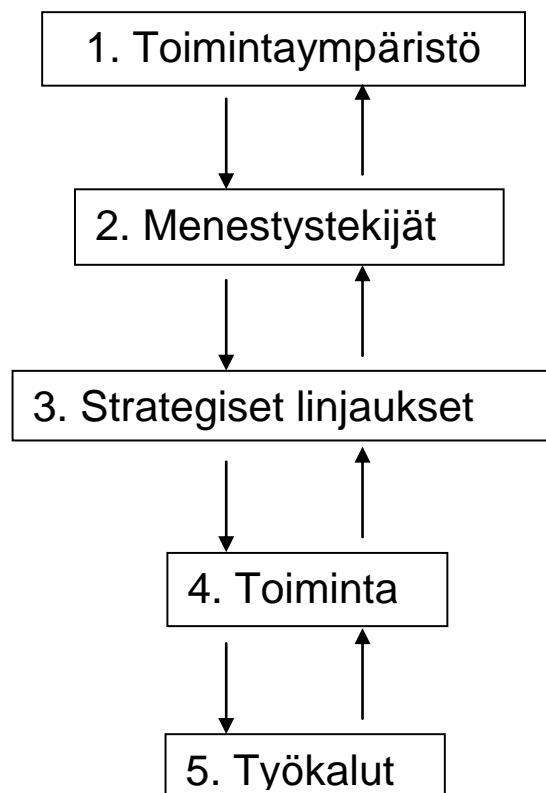 1. Toimintaympäristö
2. Menestystekijät
3. Strategiset linjaukset
4. Toiminta
5. Työkalut